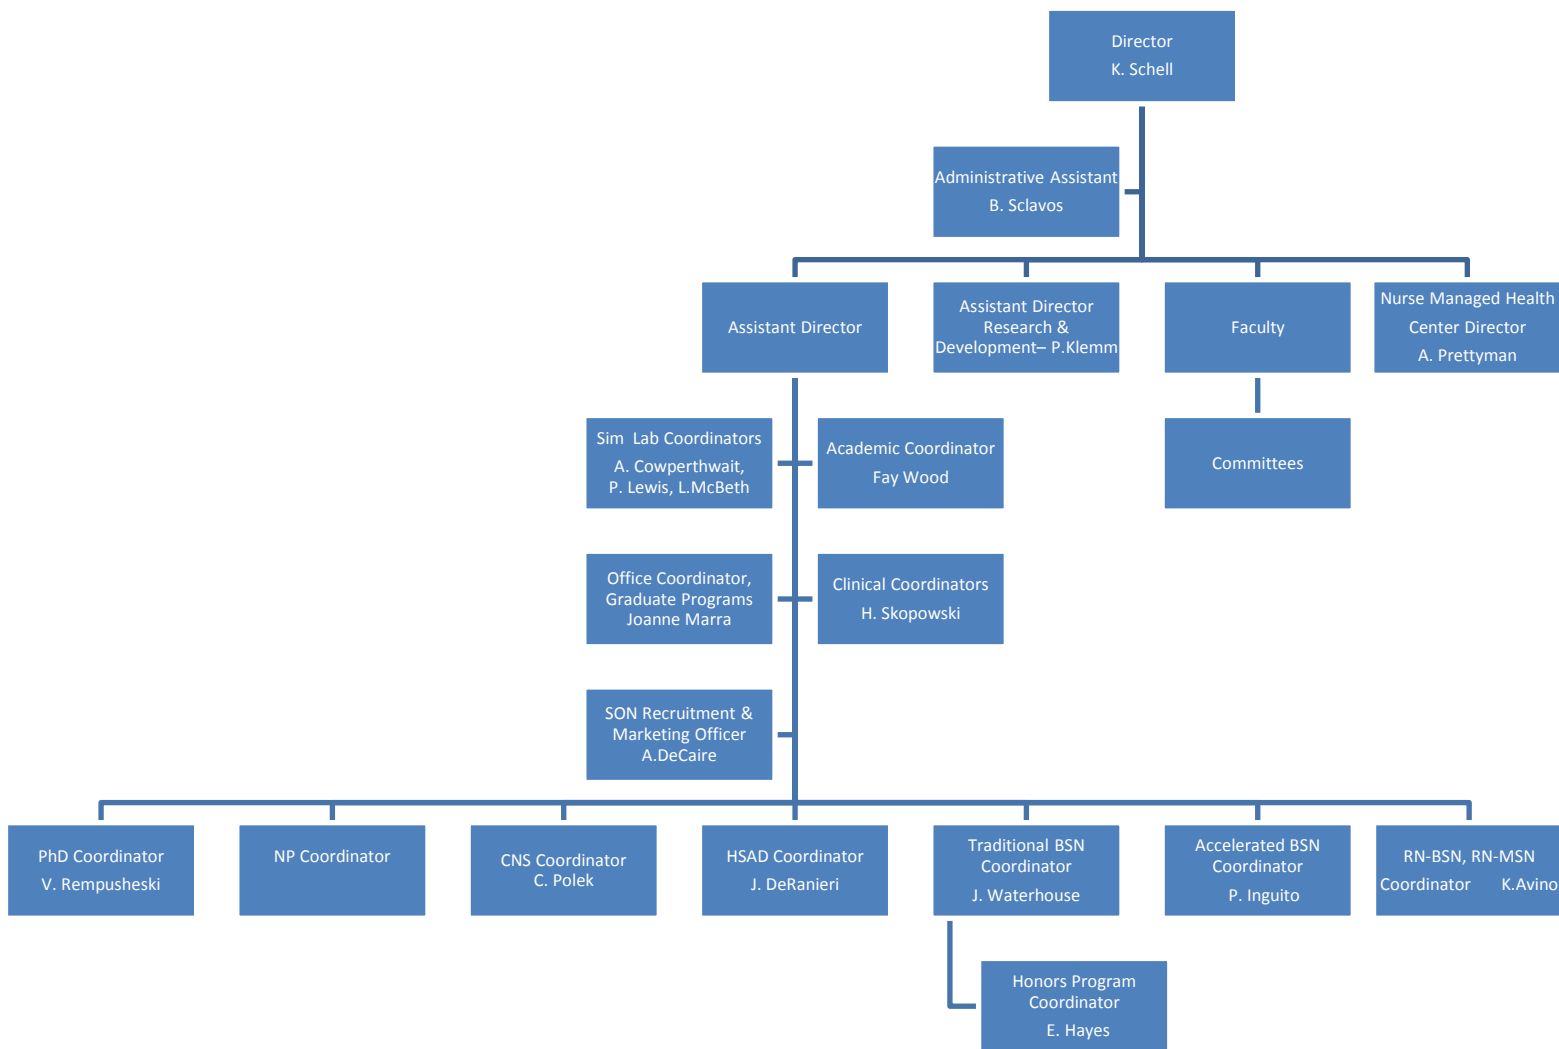 Director
K. Schell
Administrative Assistant
B. Sclavos
Assistant Director
Assistant Director
Research &
Development– P.Klemm
Faculty
Nurse Managed Health
Center Director
A. Prettyman
Sim  Lab Coordinators
A. Cowperthwait,
P. Lewis, L.McBeth
Academic Coordinator
Fay Wood
Committees
Office Coordinator,
Graduate Programs
Joanne Marra
Clinical Coordinators
H. Skopowski
SON Recruitment &
Marketing Officer
A.DeCaire
PhD Coordinator
V. Rempusheski
NP Coordinator
CNS Coordinator
C. Polek
HSAD Coordinator
J. DeRanieri
Traditional BSN
Coordinator
J. Waterhouse
Accelerated BSN
Coordinator
P. Inguito
RN-BSN, RN-MSN
Coordinator      K.Avino
Honors Program
Coordinator
E. Hayes